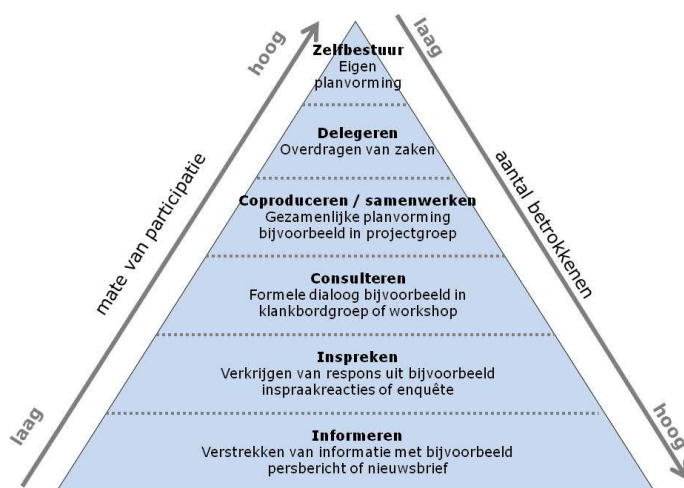 hoog
laag
Zelfbestuur
Eigen
planvorming
Delegeren
Overdragen van zaken
mate van participatie
aantal betrokkenen
Coproduceren / samenwerken
Gezamenlijke planvorming
bijvoorbeeld in projectgroep
Consulteren
Formele dialoog bijvoorbeeld in
klankbordgroep of workshop
Inspreken
Verkrijgen van respons uit bijvoorbeeld
inspraakreacties of enquête
laag
hoog
Informeren
Verstrekken van informatie met bijvoorbeeld
persbericht of nieuwsbrief